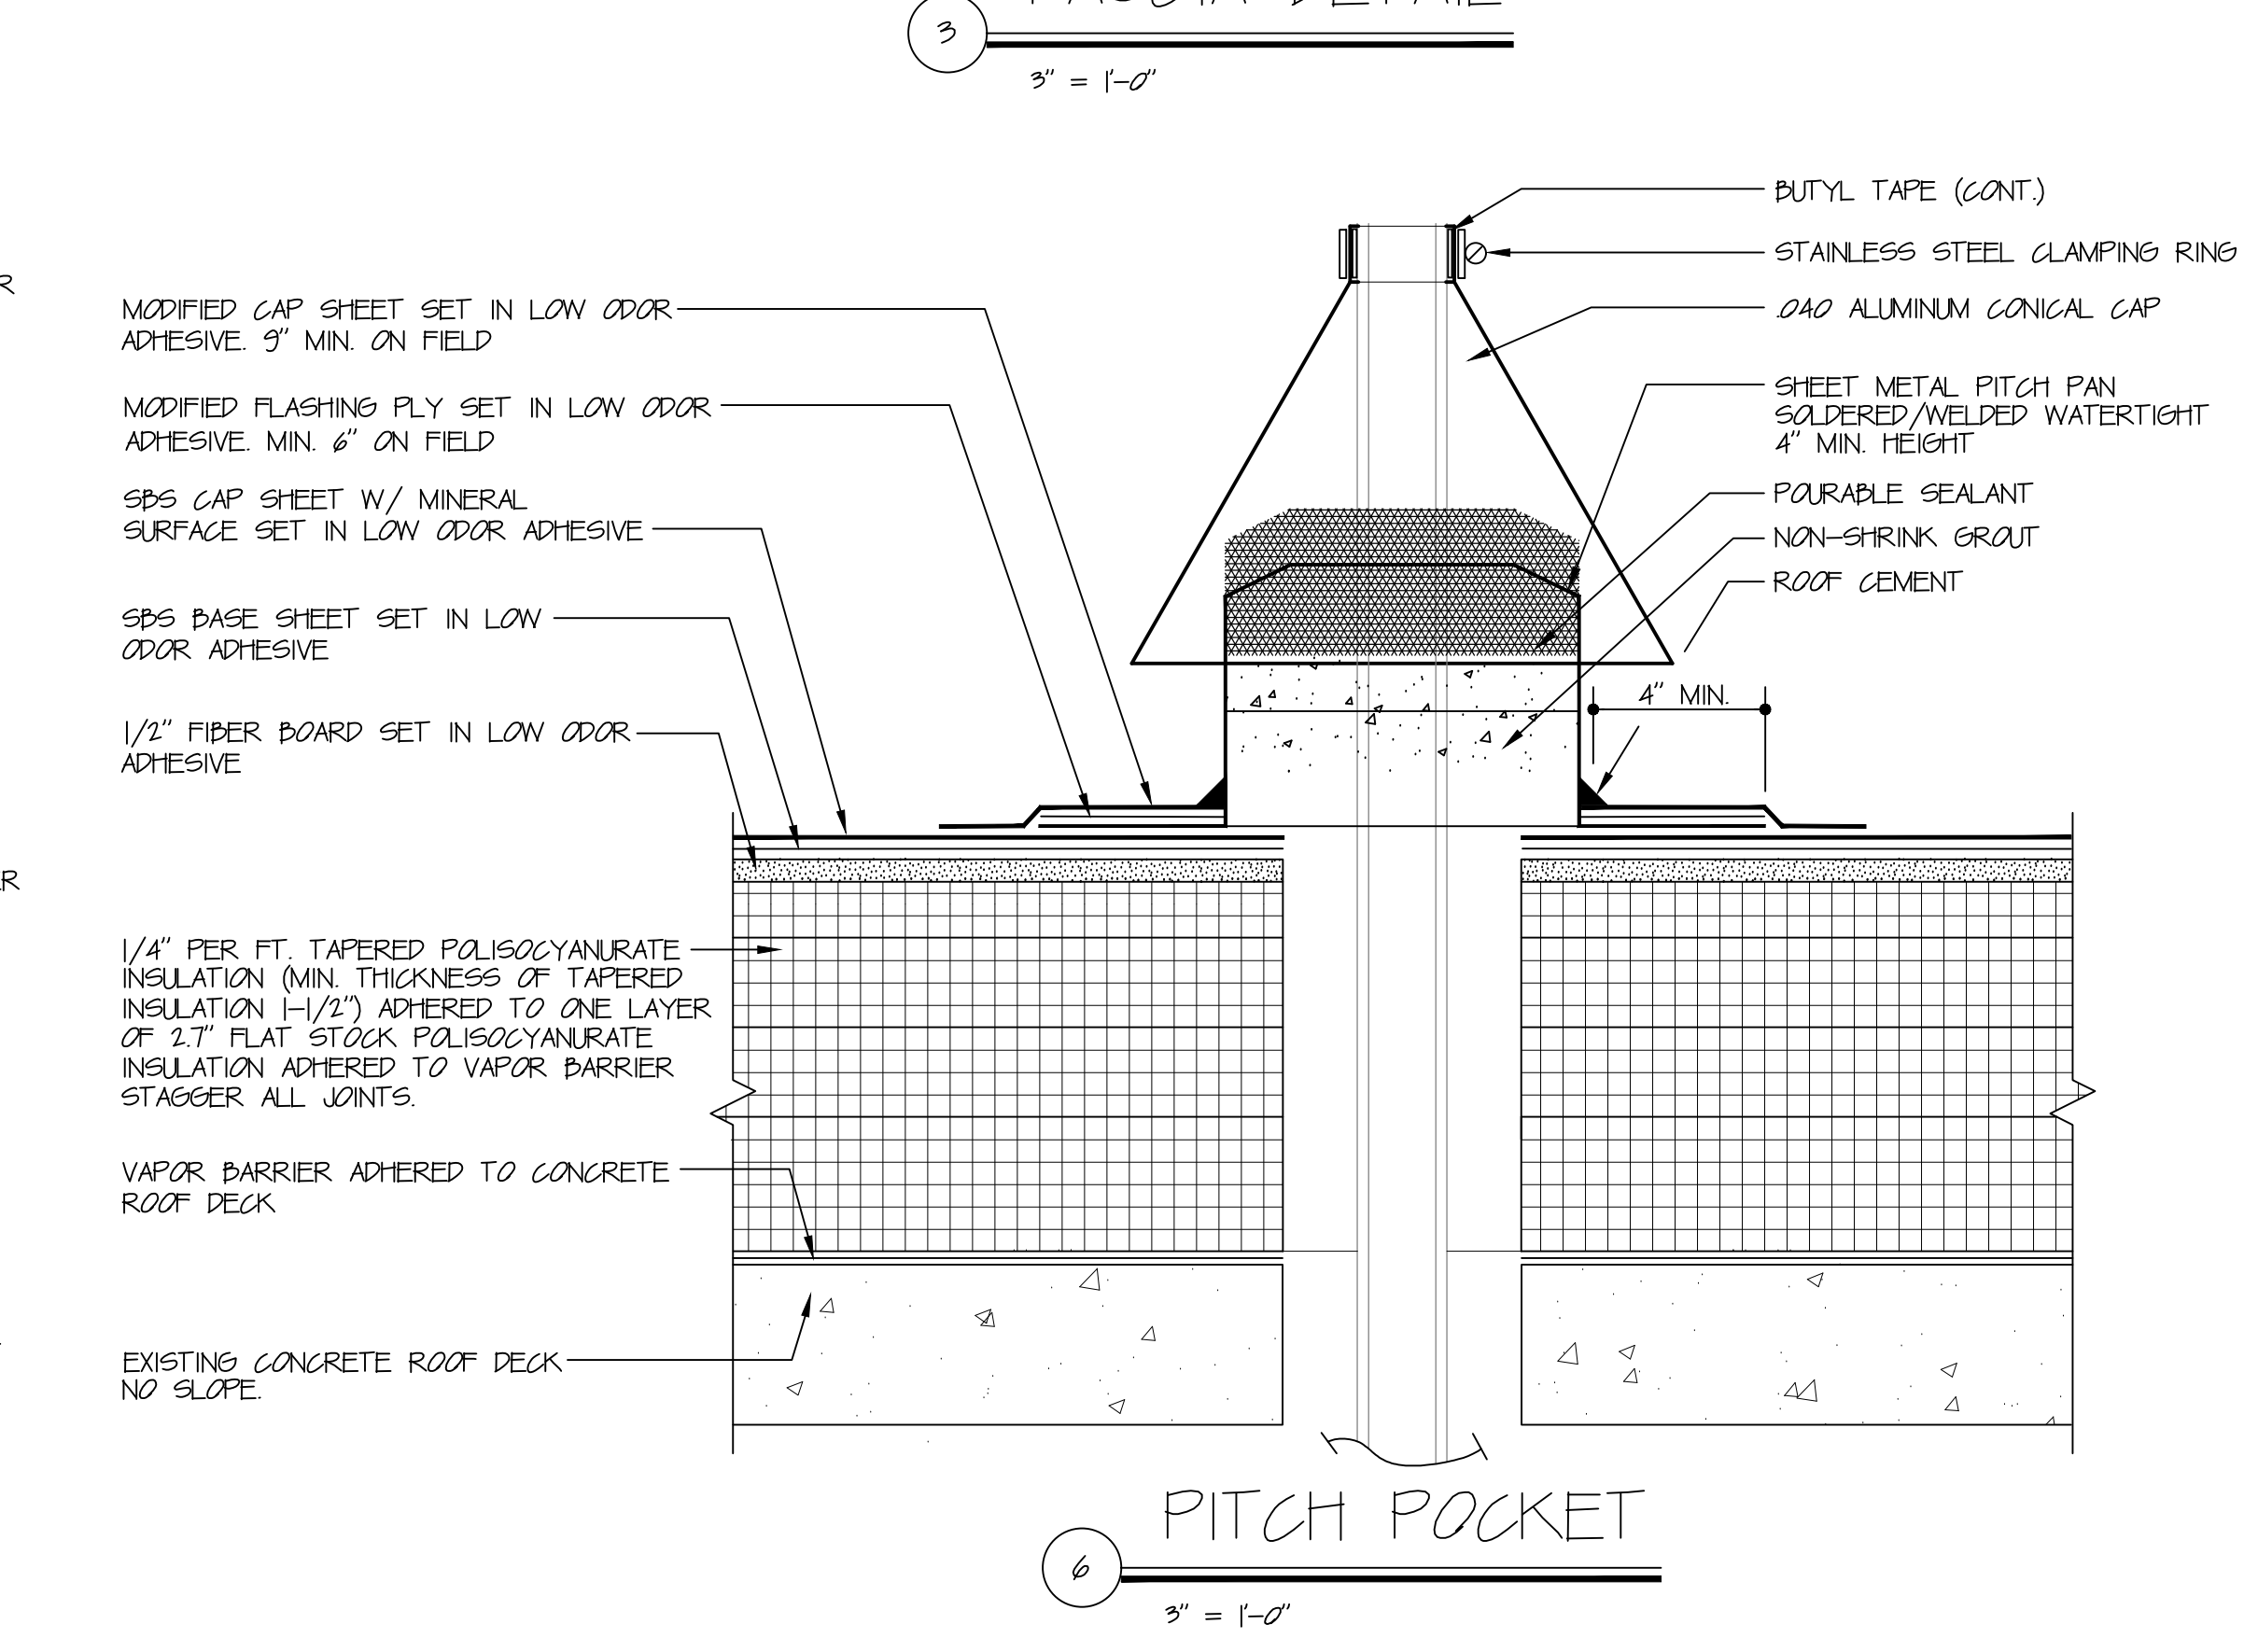 3
3" = 1'-0"
MODIFIED CAP SHEET SET IN LOW ODOR
ADHESIVE. 9" MIN. ON FIELD
MODIFIED FLASHING PLY SET IN LOW ODOR
ADHESIVE. MIN. 6" ON FIELD
SBS CAP SHEET W/ MINERAL
SURFACE SET IN LOW ODOR ADHESIVE
SBS BASE SHEET SET IN LOW
ODOR ADHESIVE
1/2" FIBER BOARD SET IN LOW ODOR
ADHESIVE
1/4" PER FT. TAPERED POLISOCYANURATE
INSULATION (MIN. THICKNESS OF TAPERED
INSULATION 1-1/2") ADHERED TO ONE LAYER
OF 2.7" FLAT STOCK POLISOCYANURATE
INSULATION ADHERED TO VAPOR BARRIER
STAGGER ALL JOINTS.
VAPOR BARRIER ADHERED TO CONCRETE
ROOF DECK
EXISTING CONCRETE ROOF DECK
NO SLOPE.
BUTYL TAPE (CONT.)
STAINLESS STEEL CLAMPING RING
.040 ALUMINUM CONICAL CAP
SHEET METAL PITCH PAN
SOLDERED/WELDED WATERTIGHT
4" MIN. HEIGHT
POURABLE SEALANT
NON-SHRINK GROUT
ROOF CEMENT
4" MIN.
PITCH POCKET
6
3" = 1'-0"